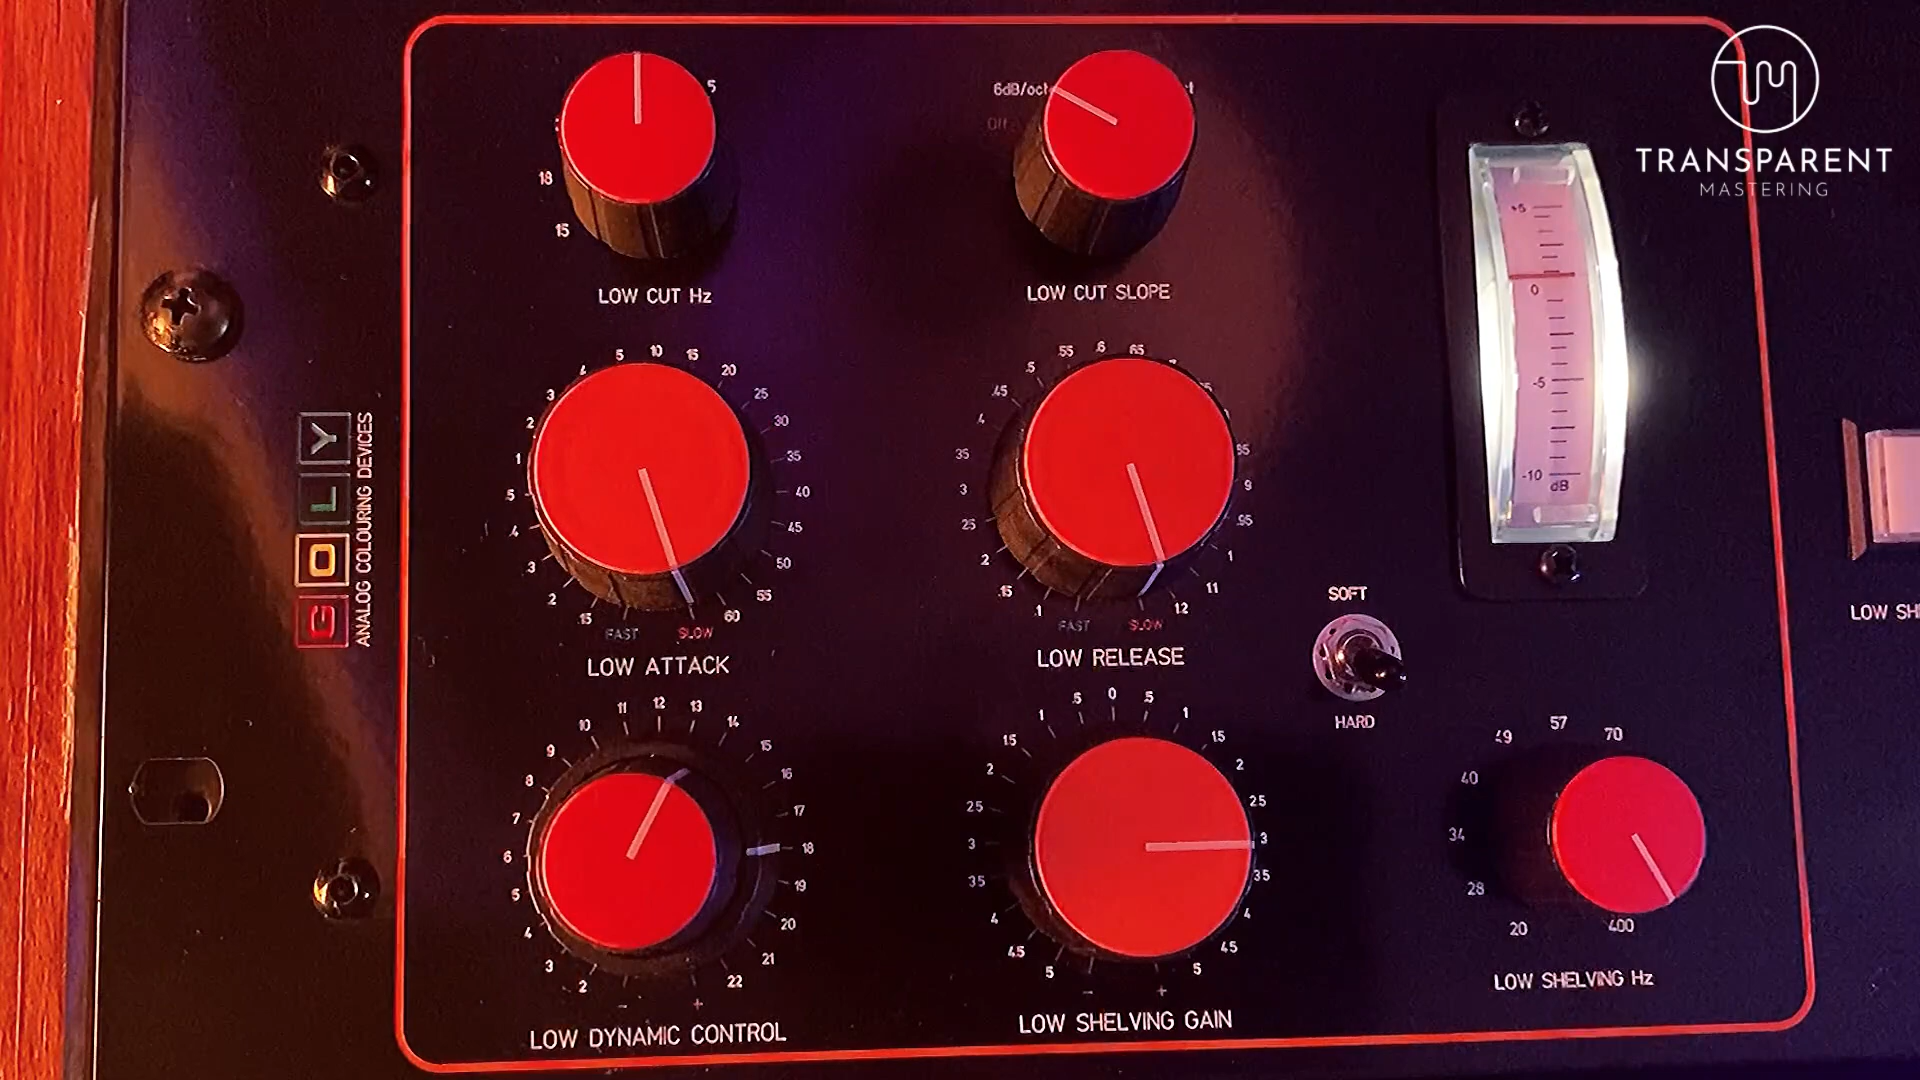 TRANSPARENT
MASTERING
5
18
15
LOW CUT Hz
6dB/oct
Off
LOW CUT SLOPE
+5
0
-5
-10
dB
GOLY
ANALOG COLOURING DEVICES
.15 .2 .3 .4 .5 1 2 3 4 5 10 15 20 25 30 35 40 45 50 55 60
FAST SLOW
LOW ATTACK
.1 .15 .2 25 3 35 .4 .45 .5 .55 .6 65 85 9 .95 1 11 12
FAST SLOW
LOW RELEASE
SOFT
HARD
LOW SH
2 3 4 5 6 7 8 9 10 11 12 13 14 15 16 17 18 19 20 21 22
- +
LOW DYNAMIC CONTROL
5 45 4 35 3 25 2 15 1 .5 0 .5 1 15 2 25 3 35 4 45 5
- +
LOW SHELVING GAIN
20 28 34 40 49 57 70 400
LOW SHELVING Hz